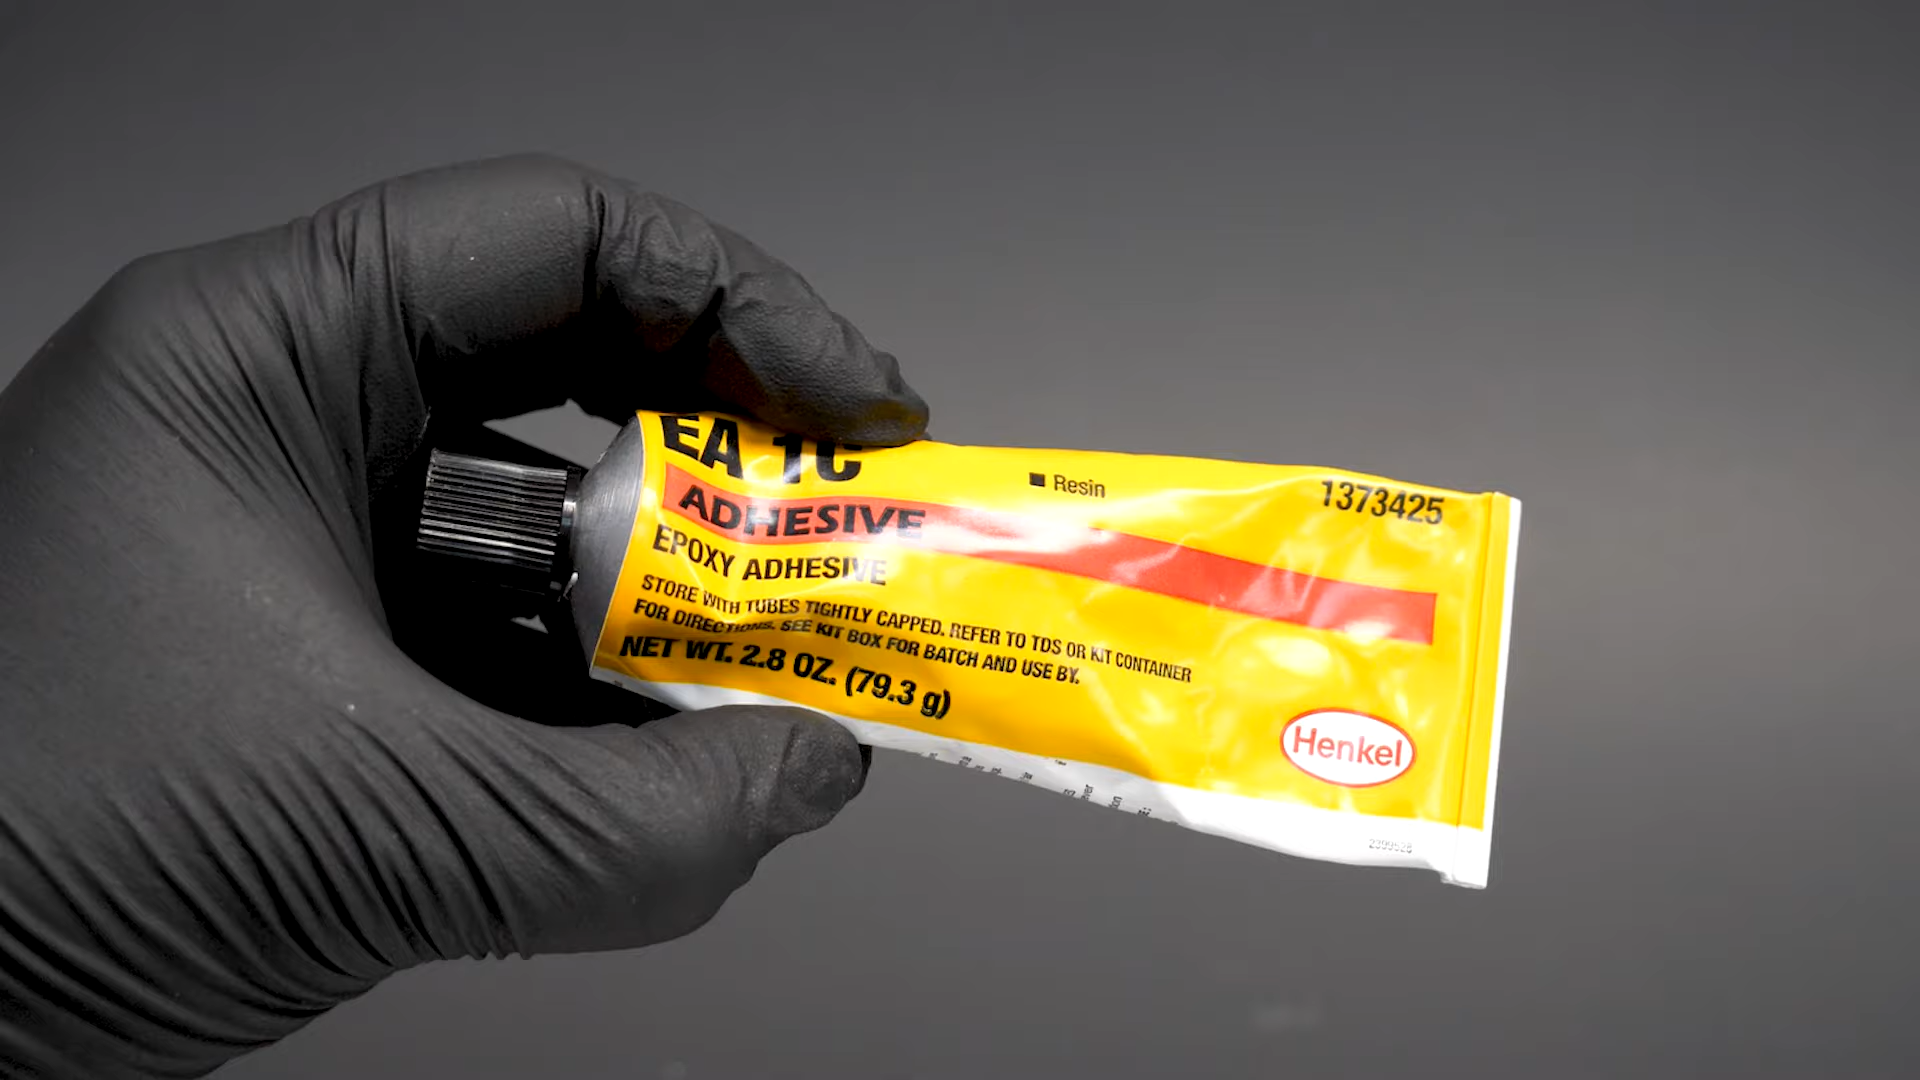 EA 1C
ADHESIVE
EPOXY ADHESIVE
STORE WITH TUBES TIGHTLY CAPPED. REFER TO TDS OR KIT CONTAINER
FOR DIRECTIONS. SEE KIT BOX FOR BATCH AND USE BY.
NET WT. 2.8 OZ. (79.3 g)
■ Resin
1373425
Henkel